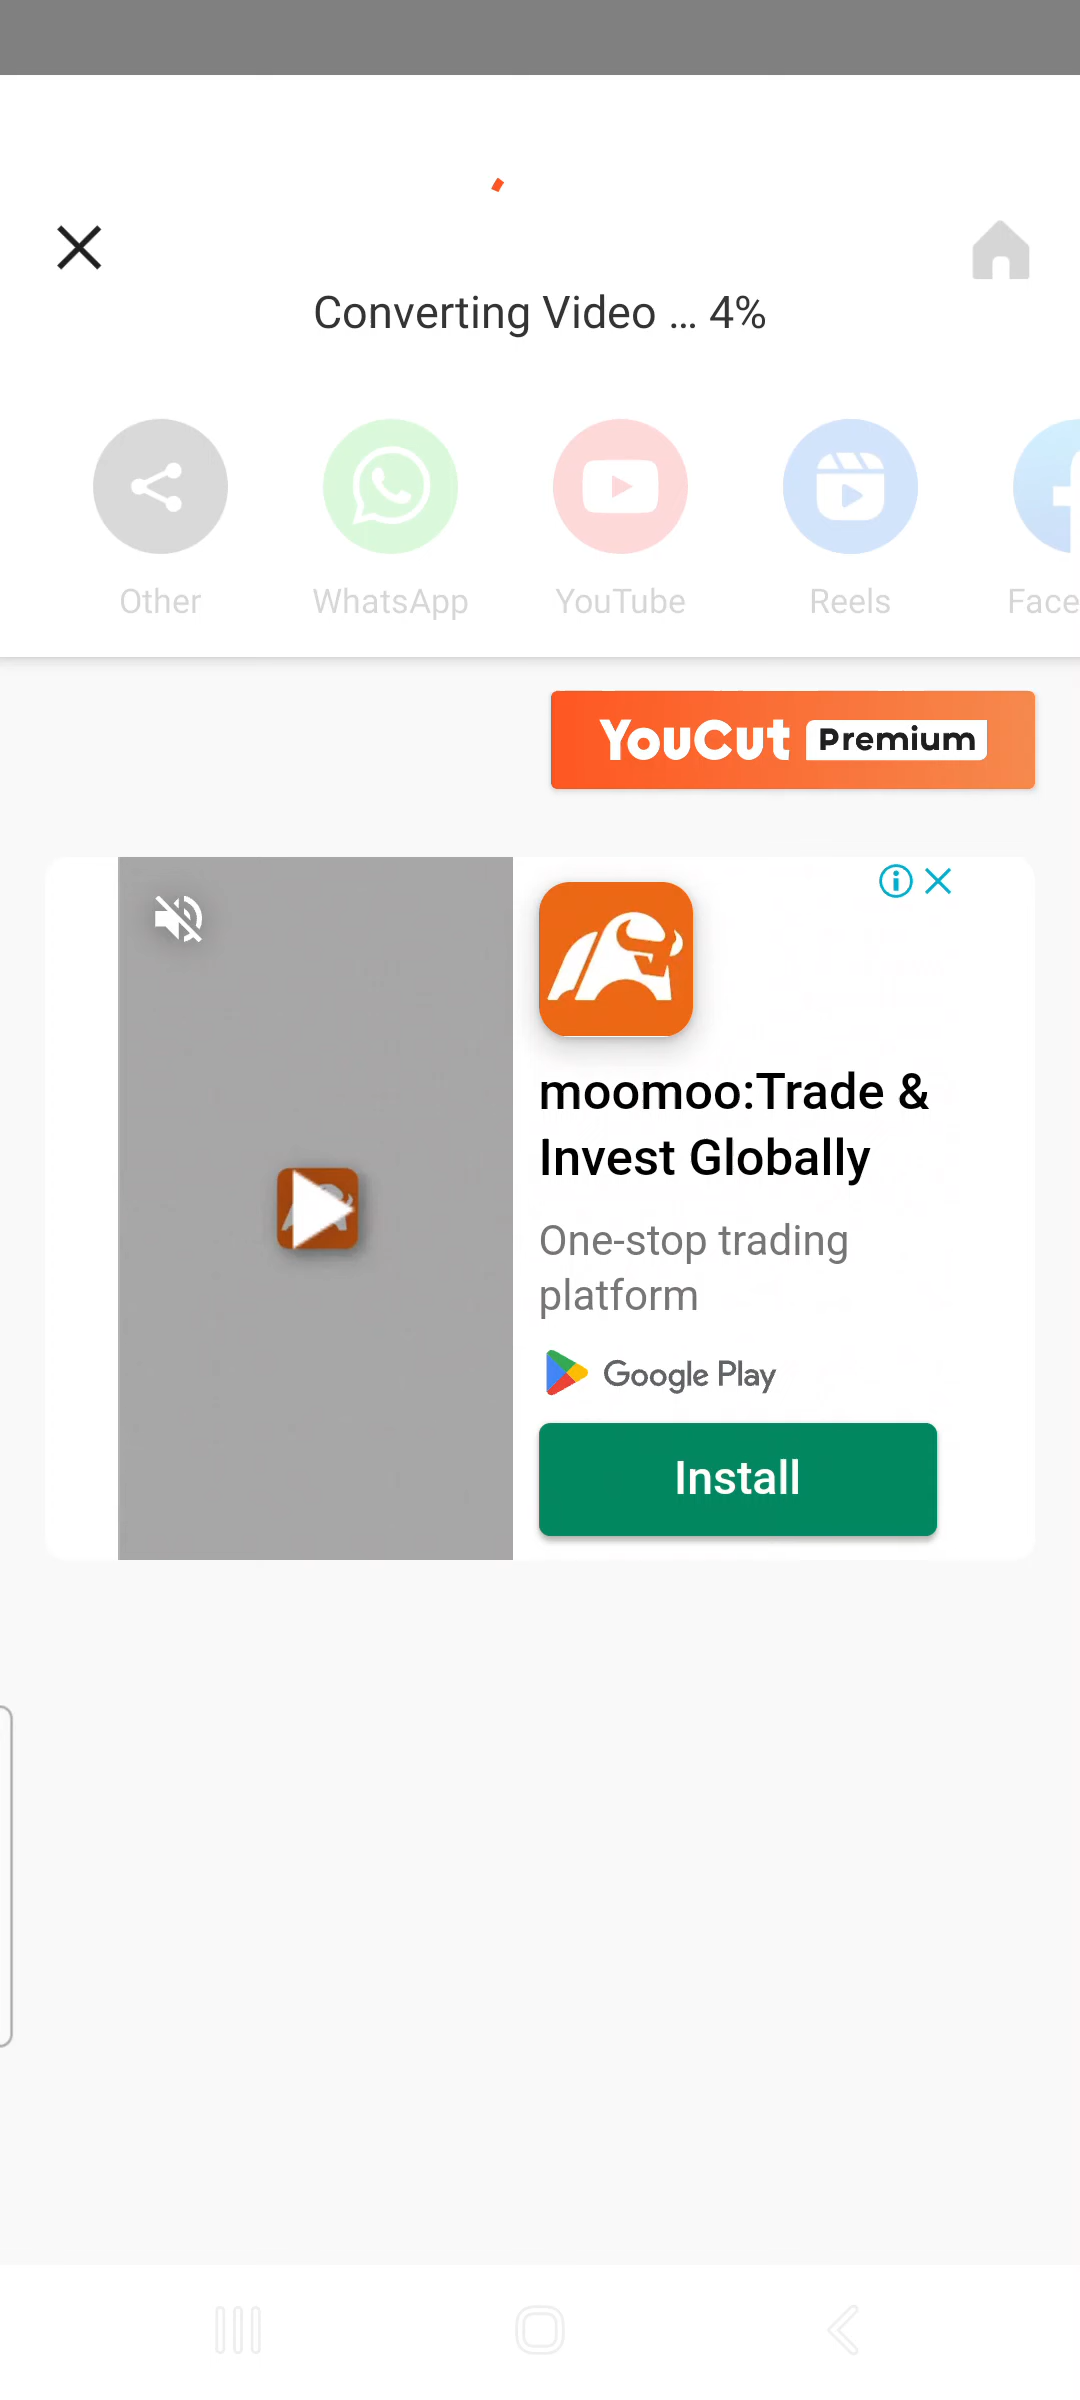 Converting Video ... 4%
Other
WhatsApp
YouTube
Reels
Face
YouCut Premium
moomoo:Trade &
Invest Globally
One-stop trading
platform
Google Play
Install